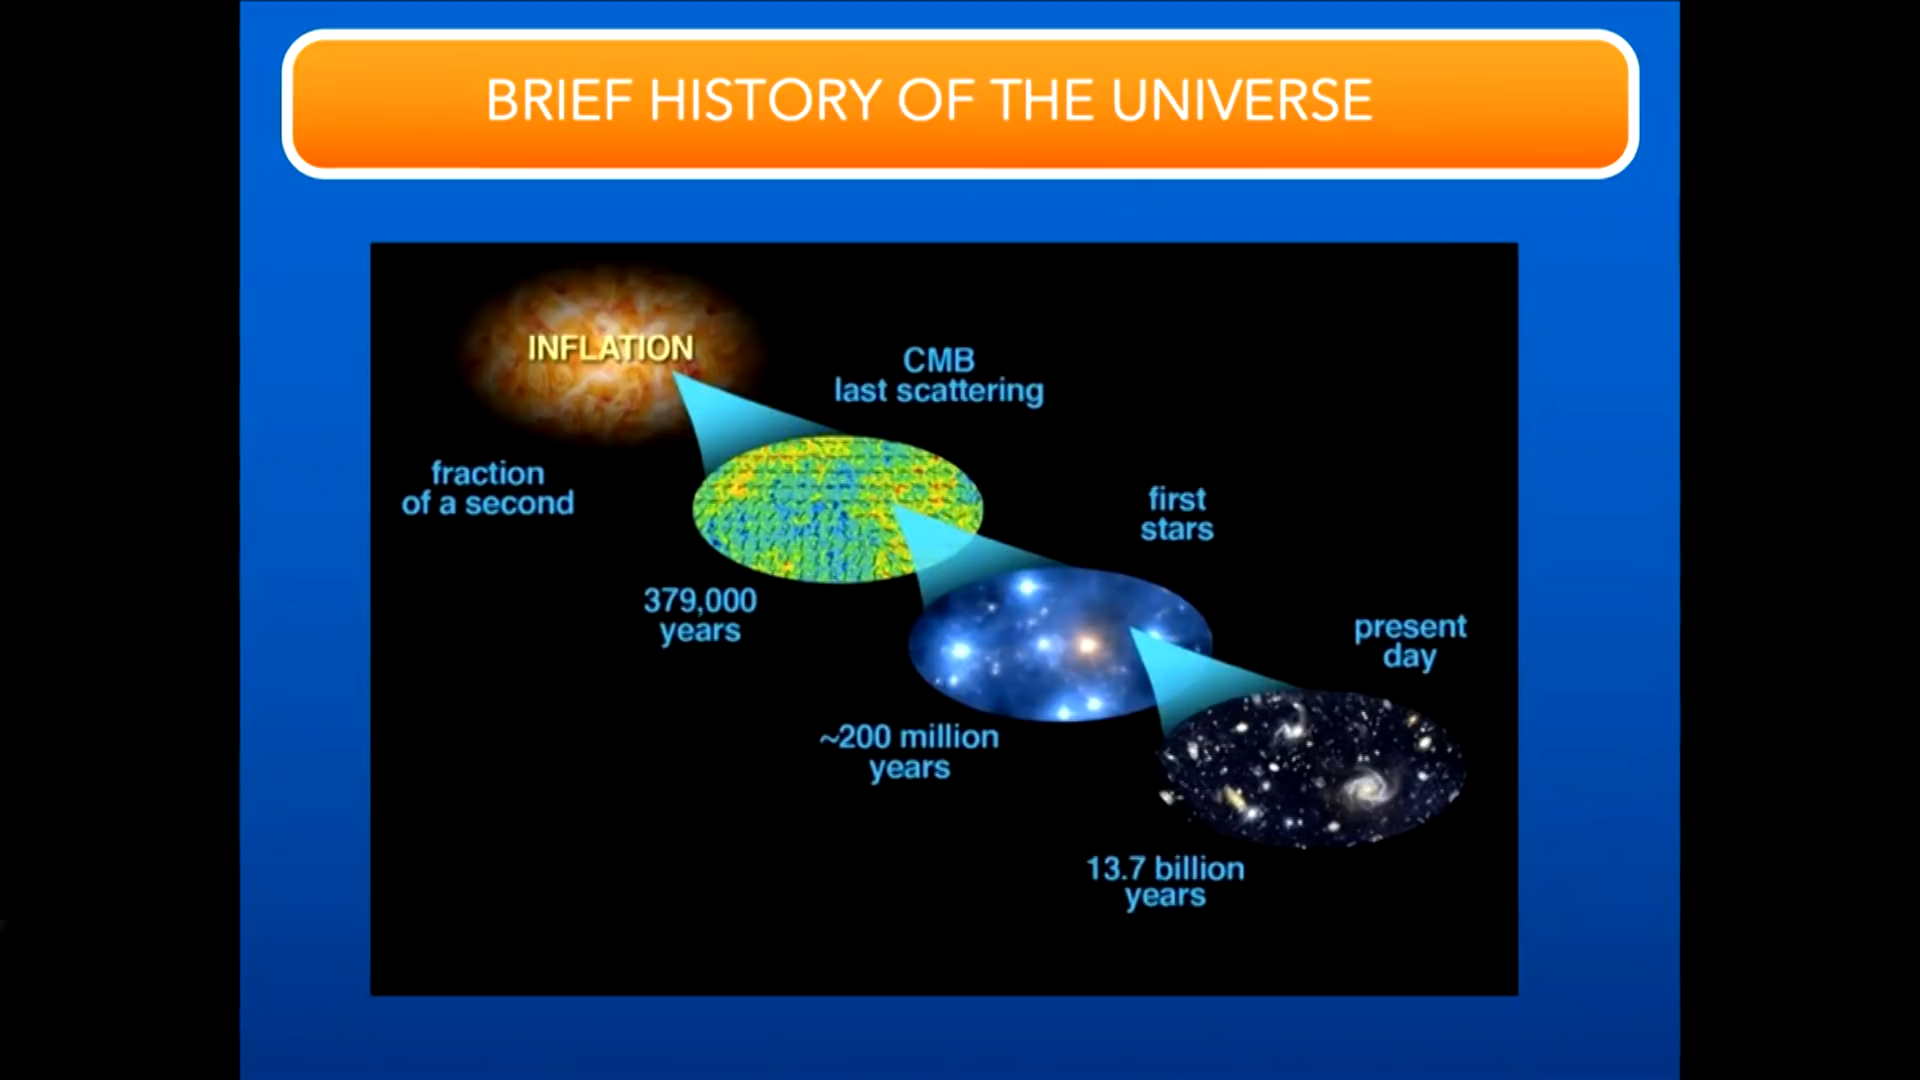 BRIEF HISTORY OF THE UNIVERSE
INFLATION
fraction
of a second
CMB
last scattering
379,000
years
first
stars
~200 million
years
present
day
13.7 billion
years